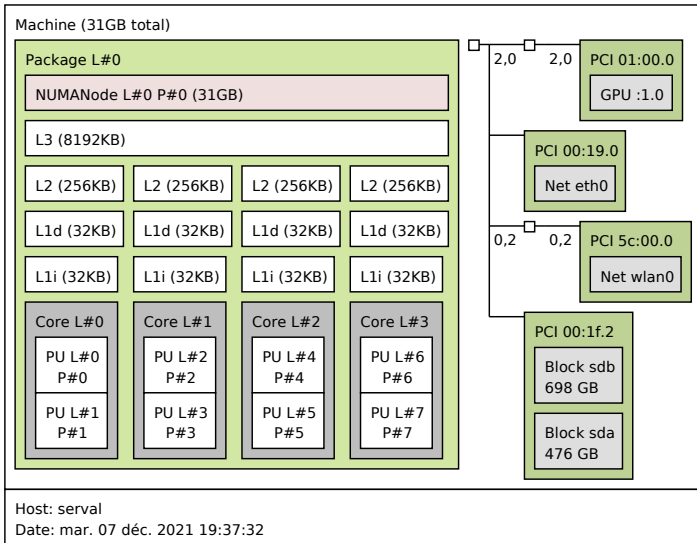 Machine (31GB total)
Package L#0
NUMANode L#0 P#0 (31GB)
L3 (8192KB)
L2 (256KB) L2 (256KB) L2 (256KB) L2 (256KB)
L1d (32KB) L1d (32KB) L1d (32KB) L1d (32KB)
L1i (32KB) L1i (32KB) L1i (32KB) L1i (32KB)
Core L#0 Core L#1 Core L#2 Core L#3
PU L#0 PU L#2 PU L#4 PU L#6
P#0 P#2 P#4 P#6
PU L#1 PU L#3 PU L#5 PU L#7
P#1 P#3 P#5 P#7
2,0 2,0 PCI 01:00.0
GPU :1.0
PCI 00:19.0
Net eth0
0,2 0,2 PCI 5c:00.0
Net wlan0
PCI 00:1f.2
Block sdb
698 GB
Block sda
476 GB
Host: serval
Date: mar. 07 déc. 2021 19:37:32